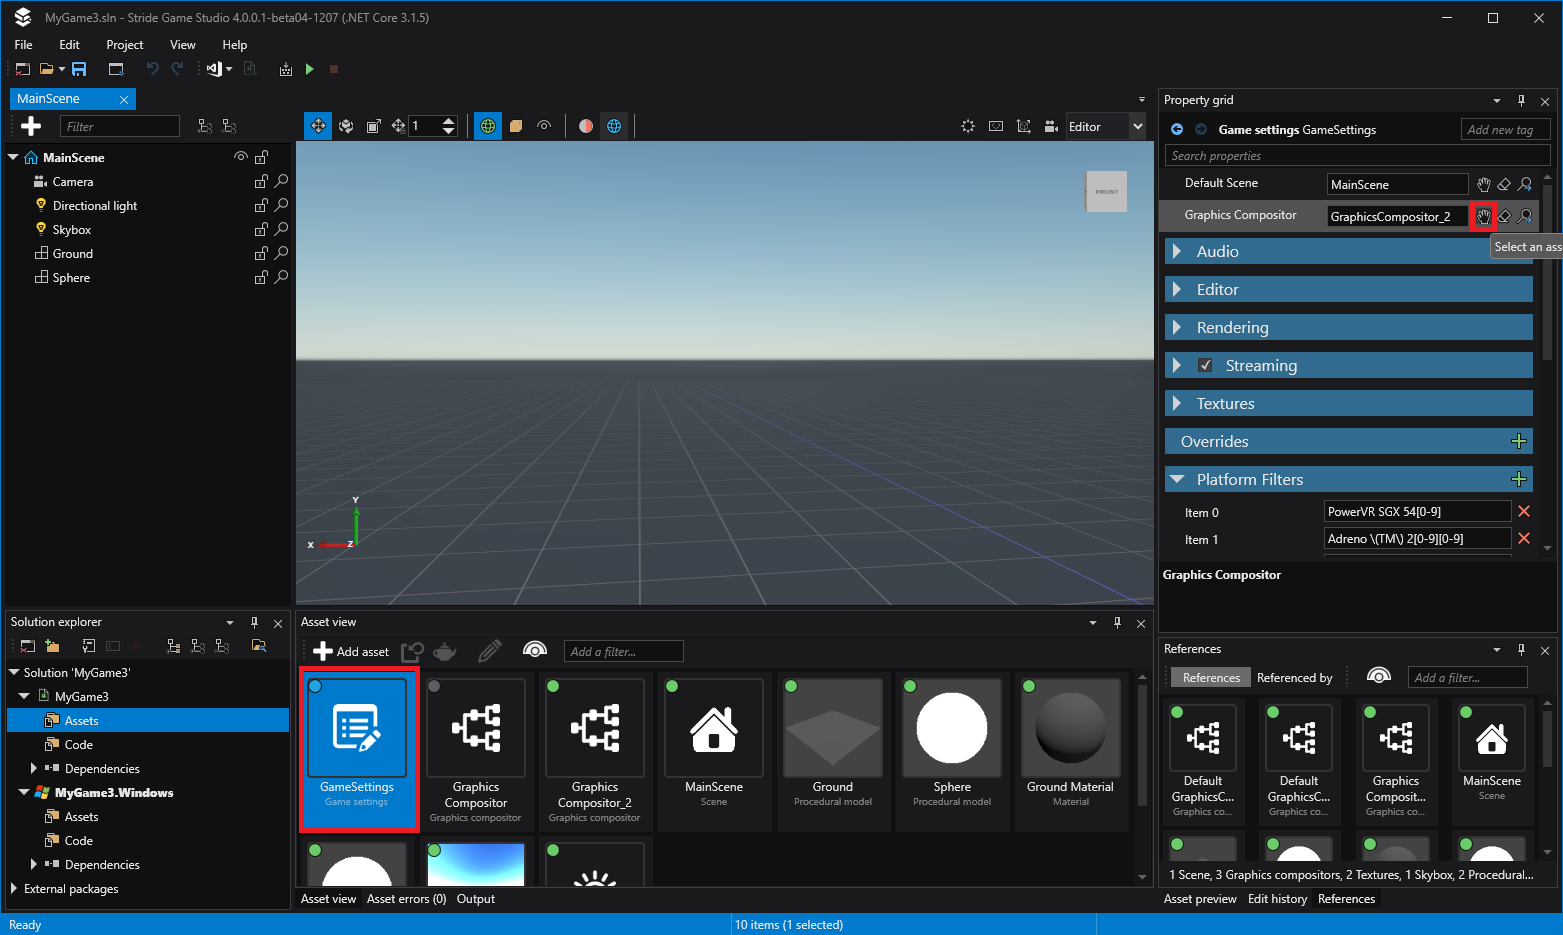 MyGame3.sln - Stride Game Studio 4.0.0.1-beta04-1207 (.NET Core 3.1.5)
File Edit Project View Help
MainScene
Filter
MainScene
Camera
Directional light
Skybox
Ground
Sphere
1
Editor
FRONT
Y
X
Z
Property grid
Game settings GameSettings
Add new tag
Search properties
Default Scene MainScene
Graphics Compositor GraphicsCompositor_2
Select an ass
Audio
Editor
Rendering
Streaming
Textures
Overrides
Platform Filters
Item 0 PowerVR SGX 54[0-9]
Item 1 Adreno \(TM\) 2[0-9][0-9]
Graphics Compositor
Solution explorer
Solution 'MyGame3'
MyGame3
Assets
Code
Dependencies
MyGame3.Windows
Assets
Code
Dependencies
External packages
Asset view
Add asset
Add a filter...
GameSettings
Game settings
Graphics
Compositor
Graphics compositor
Graphics
Compositor_2
Graphics compositor
MainScene
Scene
Ground
Procedural model
Sphere
Procedural model
Ground Material
Material
Asset view Asset errors (0) Output
References
References Referenced by
Add a filter...
Default
GraphicsC...
Graphics co...
Default
GraphicsC...
Graphics co...
Graphics
Composit...
Graphics co...
MainScene
Scene
1 Scene, 3 Graphics compositors, 2 Textures, 1 Skybox, 2 Procedural...
Asset preview Edit history References
Ready
10 items (1 selected)